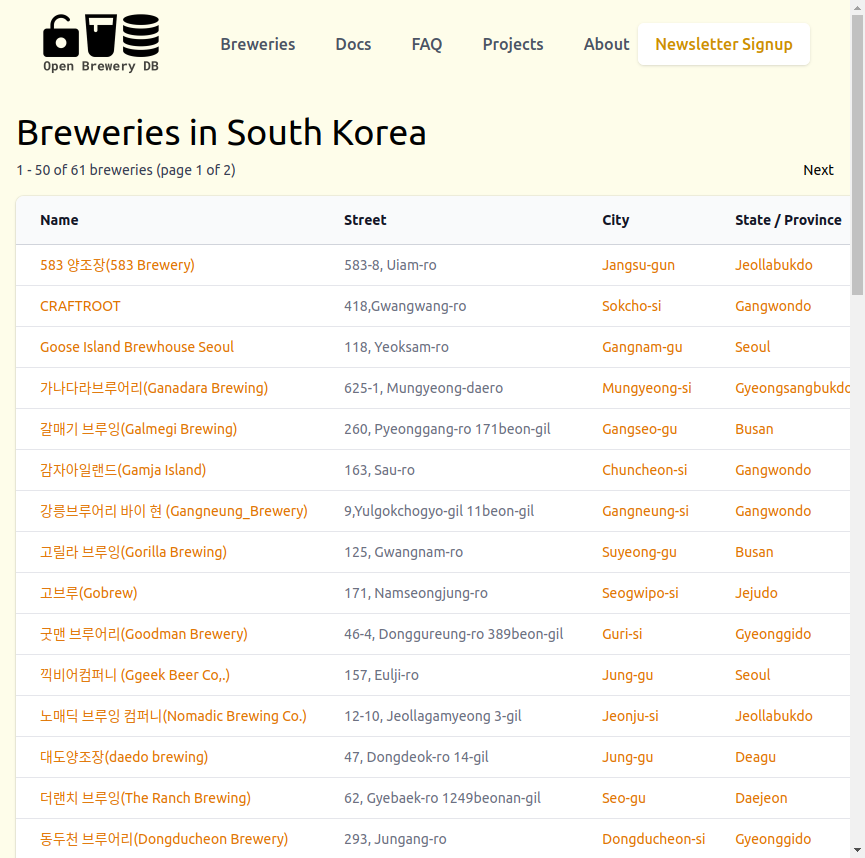 Open Brewery DB
Breweries Docs FAQ Projects About Newsletter Signup
Breweries in South Korea
1 - 50 of 61 breweries (page 1 of 2) Next
Name Street City State / Province
583 양조장(583 Brewery) 583-8, Uiam-ro Jangsu-gun Jeollabukdo
CRAFTROOT 418,Gwangwang-ro Sokcho-si Gangwondo
Goose Island Brewhouse Seoul 118, Yeoksam-ro Gangnam-gu Seoul
가나다라브루어리(Ganadara Brewing) 625-1, Mungyeong-daero Mungyeong-si Gyeongsangbukdo
갈매기 브루잉(Galmegi Brewing) 260, Pyeonggang-ro 171beon-gil Gangseo-gu Busan
감자아일랜드(Gamja Island) 163, Sau-ro Chuncheon-si Gangwondo
강릉브루어리 바이 현 (Gangneung_Brewery) 9,Yulgokchogyo-gil 11beon-gil Gangneung-si Gangwondo
고릴라 브루잉(Gorilla Brewing) 125, Gwangnam-ro Suyeong-gu Busan
고브루(Gobrew) 171, Namseongjung-ro Seogwipo-si Jejudo
굿맨 브루어리(Goodman Brewery) 46-4, Donggureung-ro 389beon-gil Guri-si Gyeonggido
끽비어컴퍼니 (Ggeek Beer Co,.) 157, Eulji-ro Jung-gu Seoul
노매딕 브루잉 컴퍼니(Nomadic Brewing Co.) 12-10, Jeollagamyeong 3-gil Jeonju-si Jeollabukdo
대도양조장(daedo brewing) 47, Dongdeok-ro 14-gil Jung-gu Deagu
더랜치 브루잉(The Ranch Brewing) 62, Gyebaek-ro 1249beonan-gil Seo-gu Daejeon
동두천 브루어리(Dongducheon Brewery) 293, Jungang-ro Dongducheon-si Gyeonggido